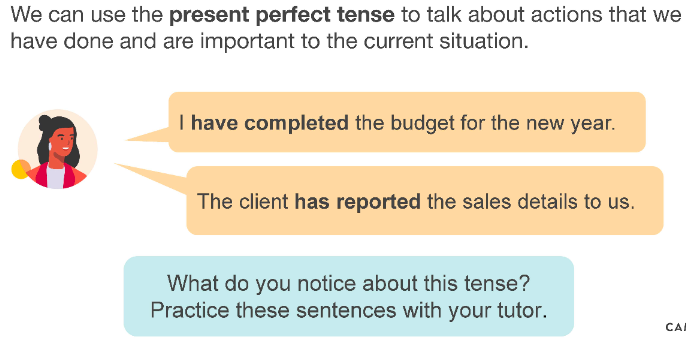 We can use the present perfect tense to talk about actions that we
have done and are important to the current situation.
I have completed the budget for the new year.
The client has reported the sales details to us.
What do you notice about this tense?
Practice these sentences with your tutor.